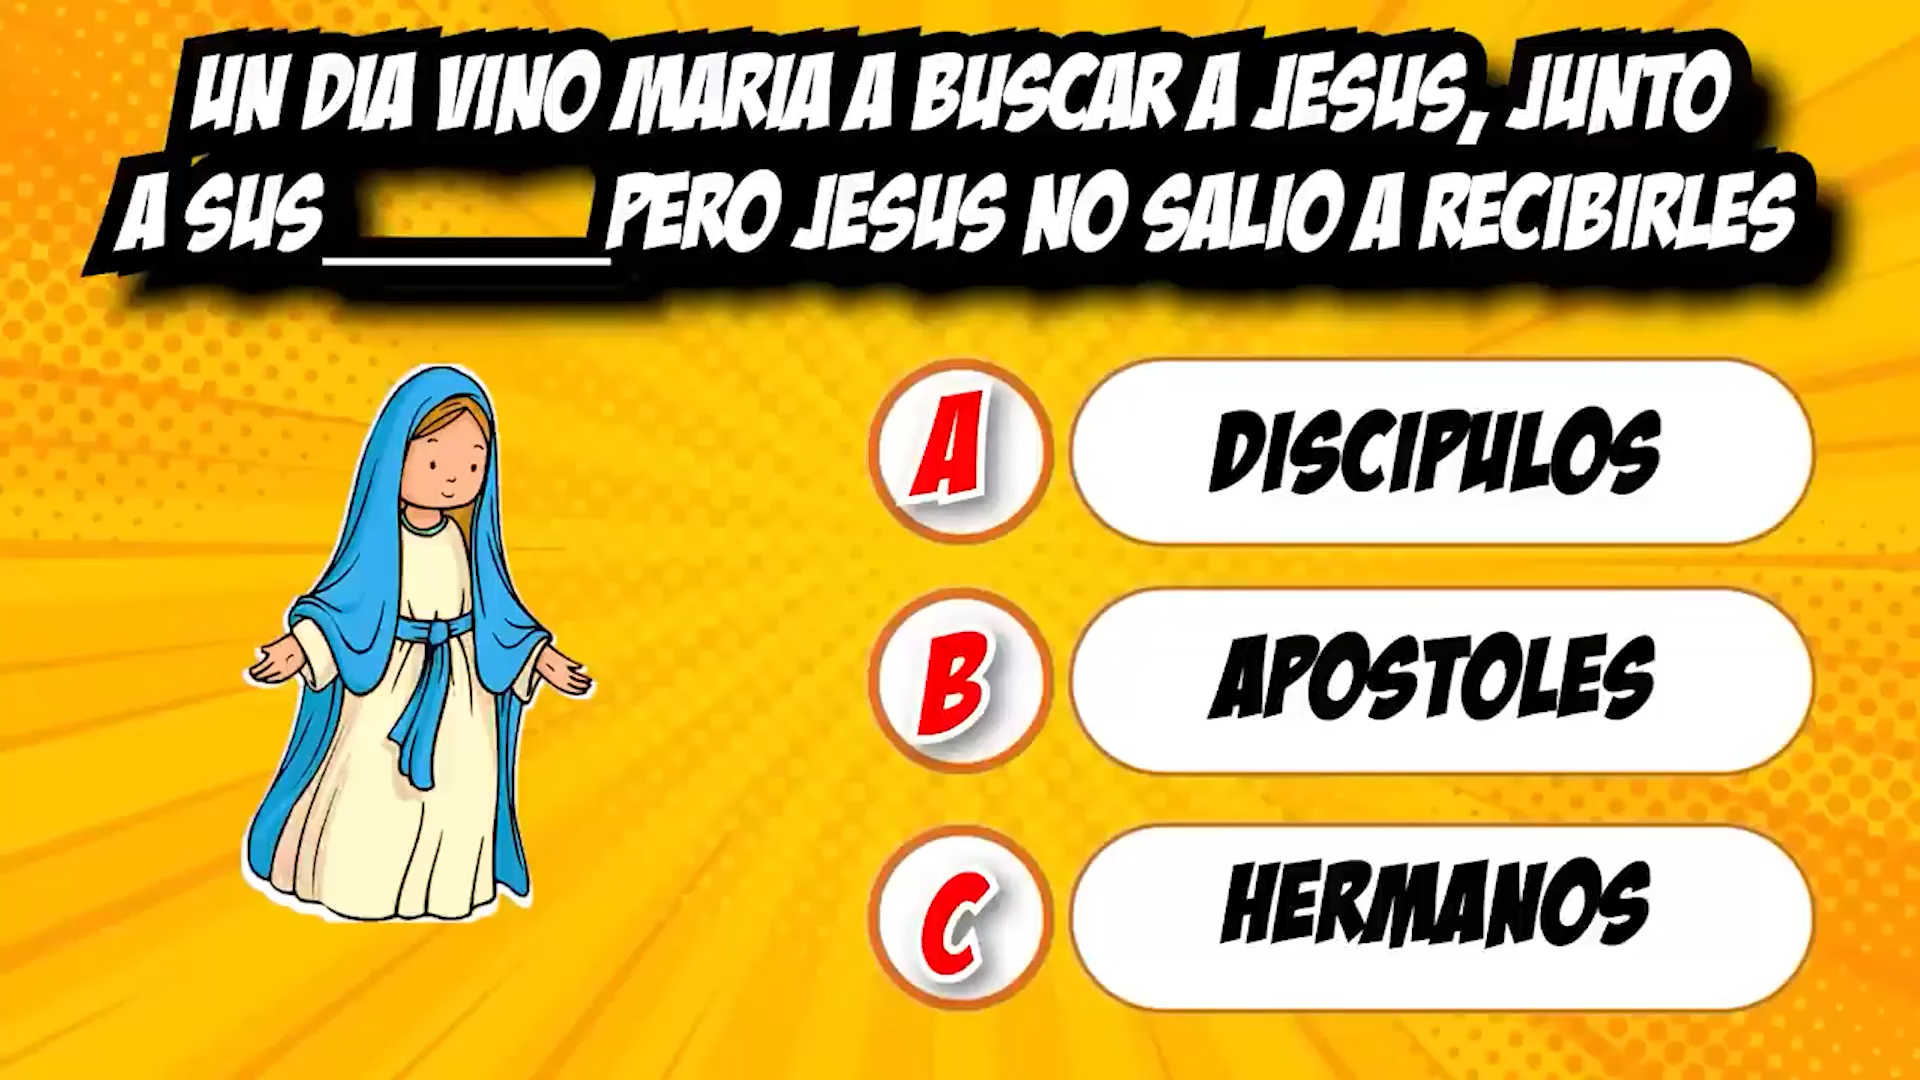 UN DIA VINO MARIA A BUSCAR A JESUS, JUNTO
A SUS ______ PERO JESUS NO SALIO A RECIBIRLES
A DISCIPULOS
B APOSTOLES
C HERMANOS